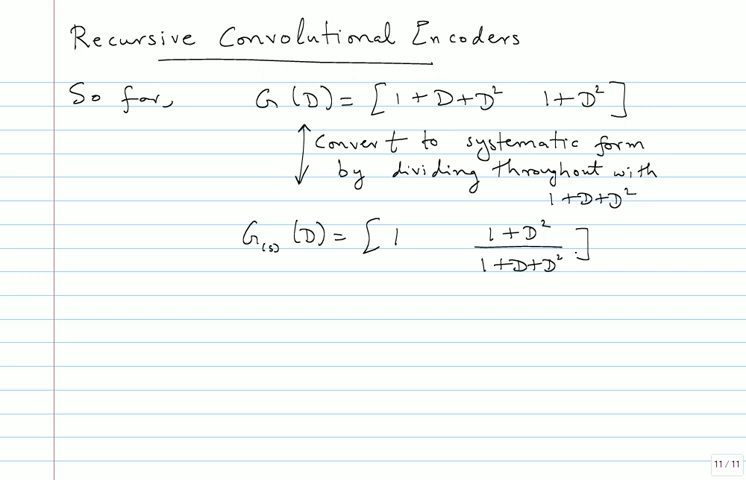 Recursive Convolutional Encoders
So far, G(D) = [1+D+D² 1+D²]
Convert to systematic form
by dividing throughout with
1+D+D²
G₍ₛ₎(D) = [1 (1+D²)/(1+D+D²)]
11 / 11